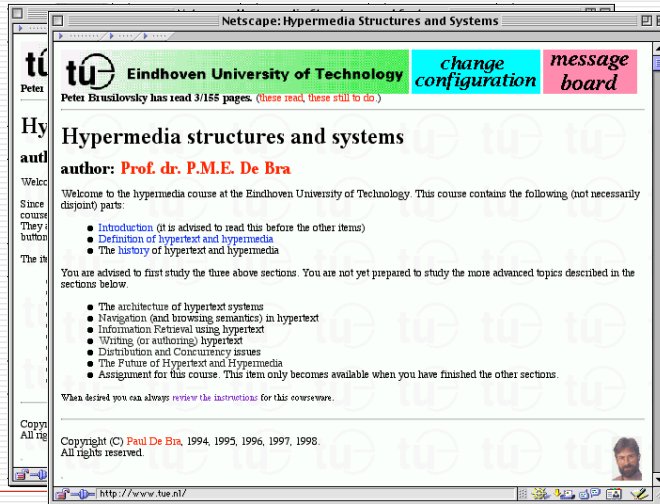 Netscape: Hypermedia Structures and Systems
tue Eindhoven University of Technology
change
configuration
message
board
Peter Brusilovsky has read 3/155 pages. (these read, these still to do.)
Hypermedia structures and systems
author: Prof. dr. P.M.E. De Bra
Welcome to the hypermedia course at the Eindhoven University of Technology. This course contains the following (not necessarily
disjoint) parts:
Introduction (it is advised to read this before the other items)
Definition of hypertext and hypermedia
The history of hypertext and hypermedia
You are advised to first study the three above sections. You are not yet prepared to study the more advanced topics described in the
sections below.
The architecture of hypertext systems
Navigation (and browsing semantics) in hypertext
Information Retrieval using hypertext
Writing (or authoring) hypertext
Distribution and Concurrency issues
The Future of Hypertext and Hypermedia
Assignment for this course. This item only becomes available when you have finished the other sections.
When desired you can always review the instructions for this courseware.
Copyright (C) Paul De Bra, 1994, 1995, 1996, 1997, 1998.
All rights reserved.
http://www.tue.nl/